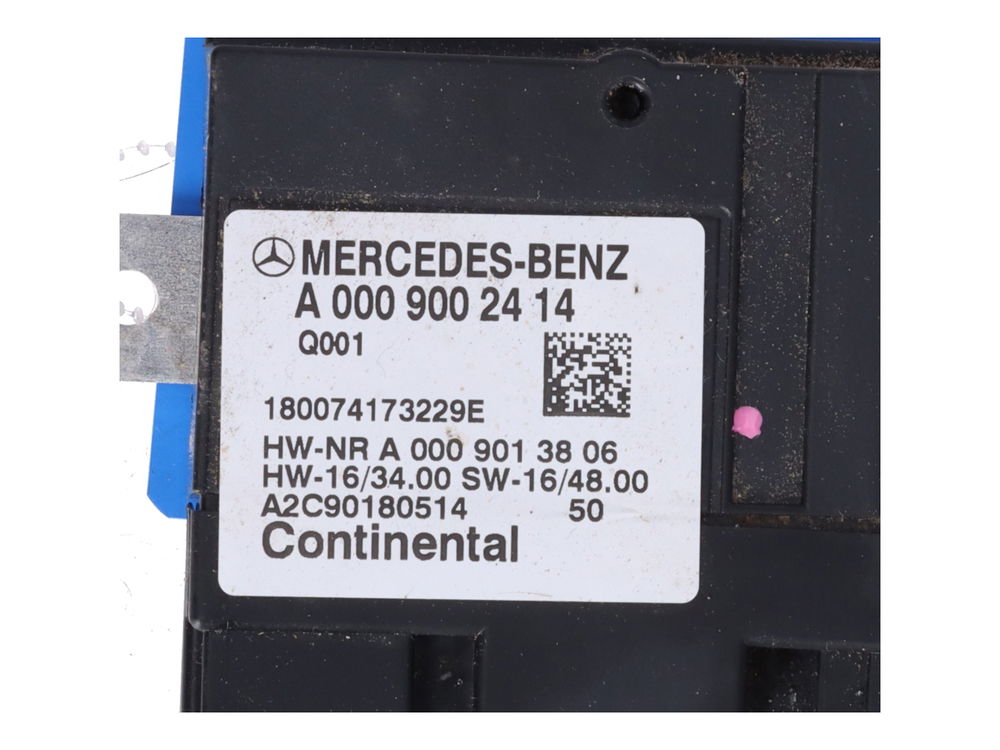 MERCEDES-BENZ
A 000 900 24 14
Q001
180074173229E
HW-NR A 000 901 38 06
HW-16/34.00 SW-16/48.00
A2C90180514 50
Continental